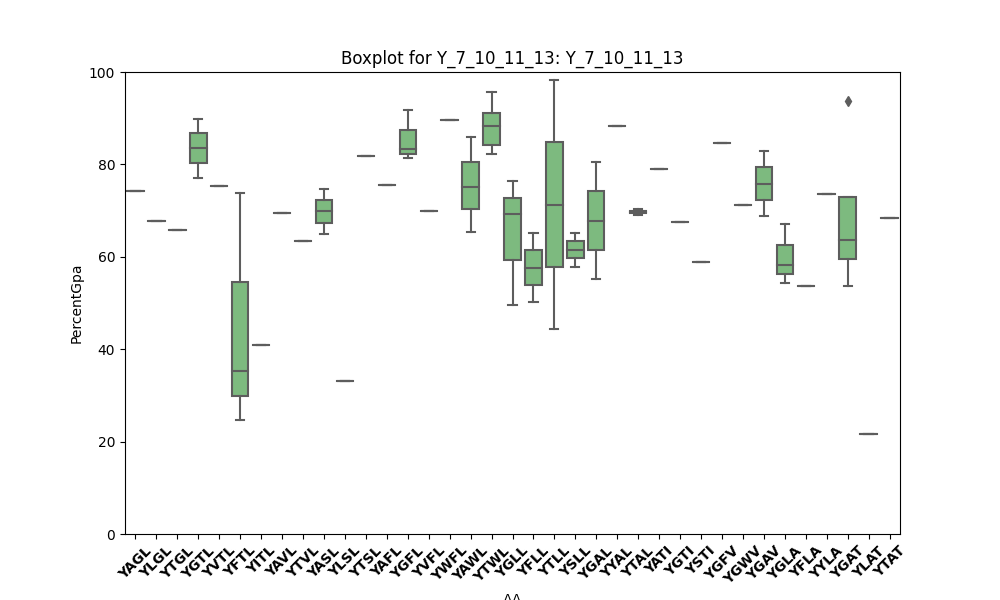 Boxplot for Y_7_10_11_13: Y_7_10_11_13
PercentGpa
100
80
60
40
20
0
YAGL YLGL YTGL YGTL YVTL YFTL YITL YAVL YTVL YASL YLSL YTSL YAFL YGFL YVFL YWFL YAWL YTWL YGLL YFLL YTLL YSLL YGAL YYAL YTAL YATI YGTI YSTI YGFV YGWV YGAV YGLA YFLA YYLA YGAT YLAT YTAT